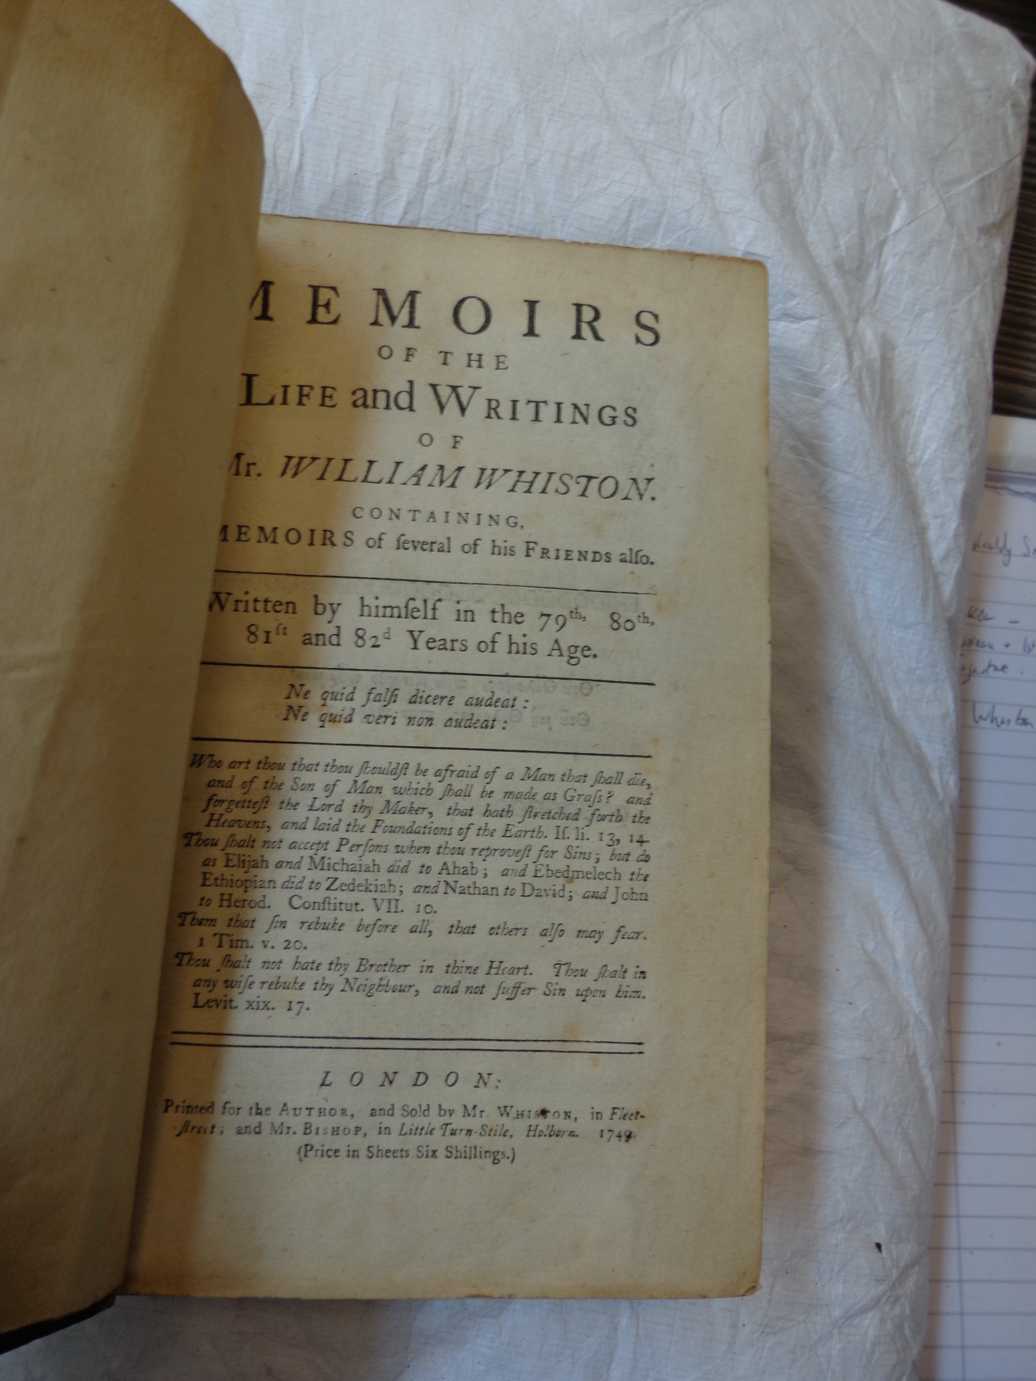 MEMOIRS
OF THE
LIFE and WRITINGS
OF
Mr. WILLIAM WHISTON.
CONTAINING,
MEMOIRS of ſeveral of his FRIENDS alſo.
Written by himſelf in the 79th, 80th,
81ſt and 82d Years of his Age.
Ne quid falſi dicere audeat:
Ne quid veri non audeat:
Who art thou that thou ſhouldſt be afraid of a Man that ſhall die,
and of the Son of Man which ſhall be made as Graſs? and
forgetteſt the Lord thy Maker, that hath ſtretched forth the
Heavens, and laid the Foundations of the Earth. Iſ. li. 13, 14.
Thou ſhalt not accept Perſons when thou reproveſt for Sins; but do
as Elijah and Michaiah did to Ahab; and Ebedmelech the
Ethiopian did to Zedekiah; and Nathan to David; and John
to Herod. Conſtitut. VII. 10.
Them that ſin rebuke before all, that others alſo may fear.
1 Tim. v. 20.
Thou ſhalt not hate thy Brother in thine Heart. Thou ſhalt in
any wiſe rebuke thy Neighbour, and not ſuffer Sin upon him.
Levit. xix. 17.
LONDON:
Printed for the AUTHOR, and Sold by Mr. WHISTON, in Fleet-
ſtreet; and Mr. BISHOP, in Little Turn-Stile, Holborn. 1749.
(Price in Sheets Six Shillings.)
Whiston